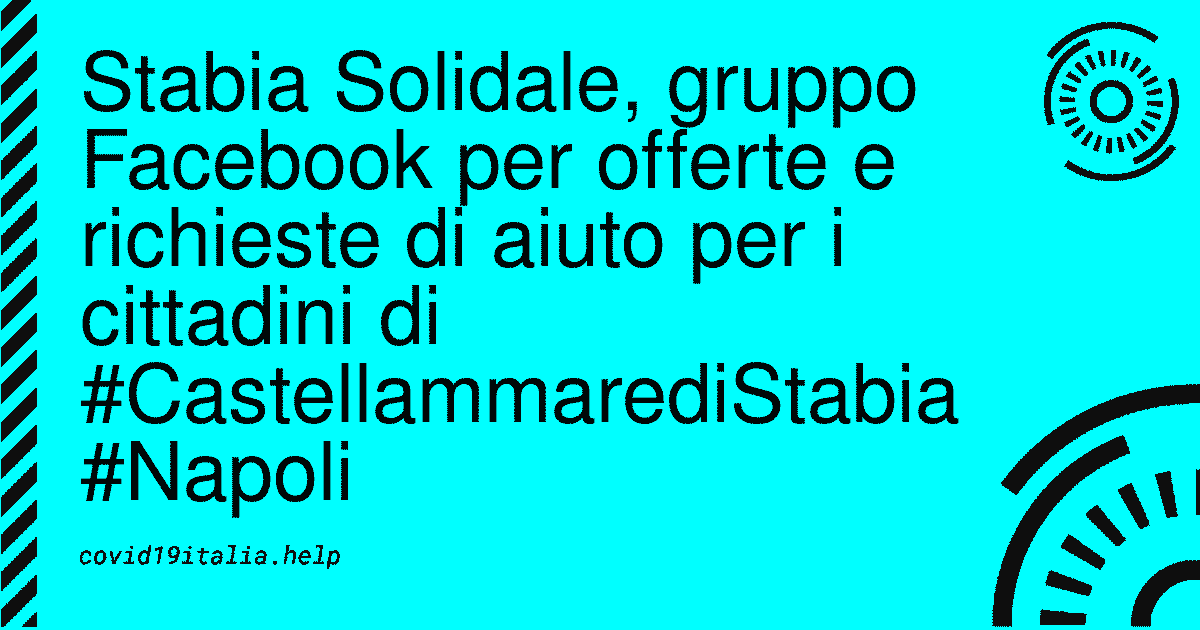 Stabia Solidale, gruppo
Facebook per offerte e
richieste di aiuto per i
cittadini di
#CastellammarediStabia
#Napoli
covid19italia.help